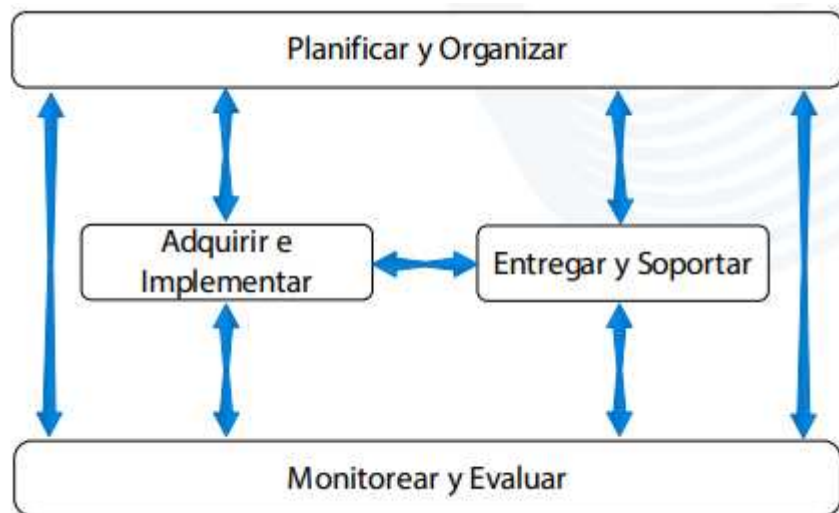 Planificar y Organizar
Adquirir e
Implementar
Entregar y Soportar
Monitorear y Evaluar